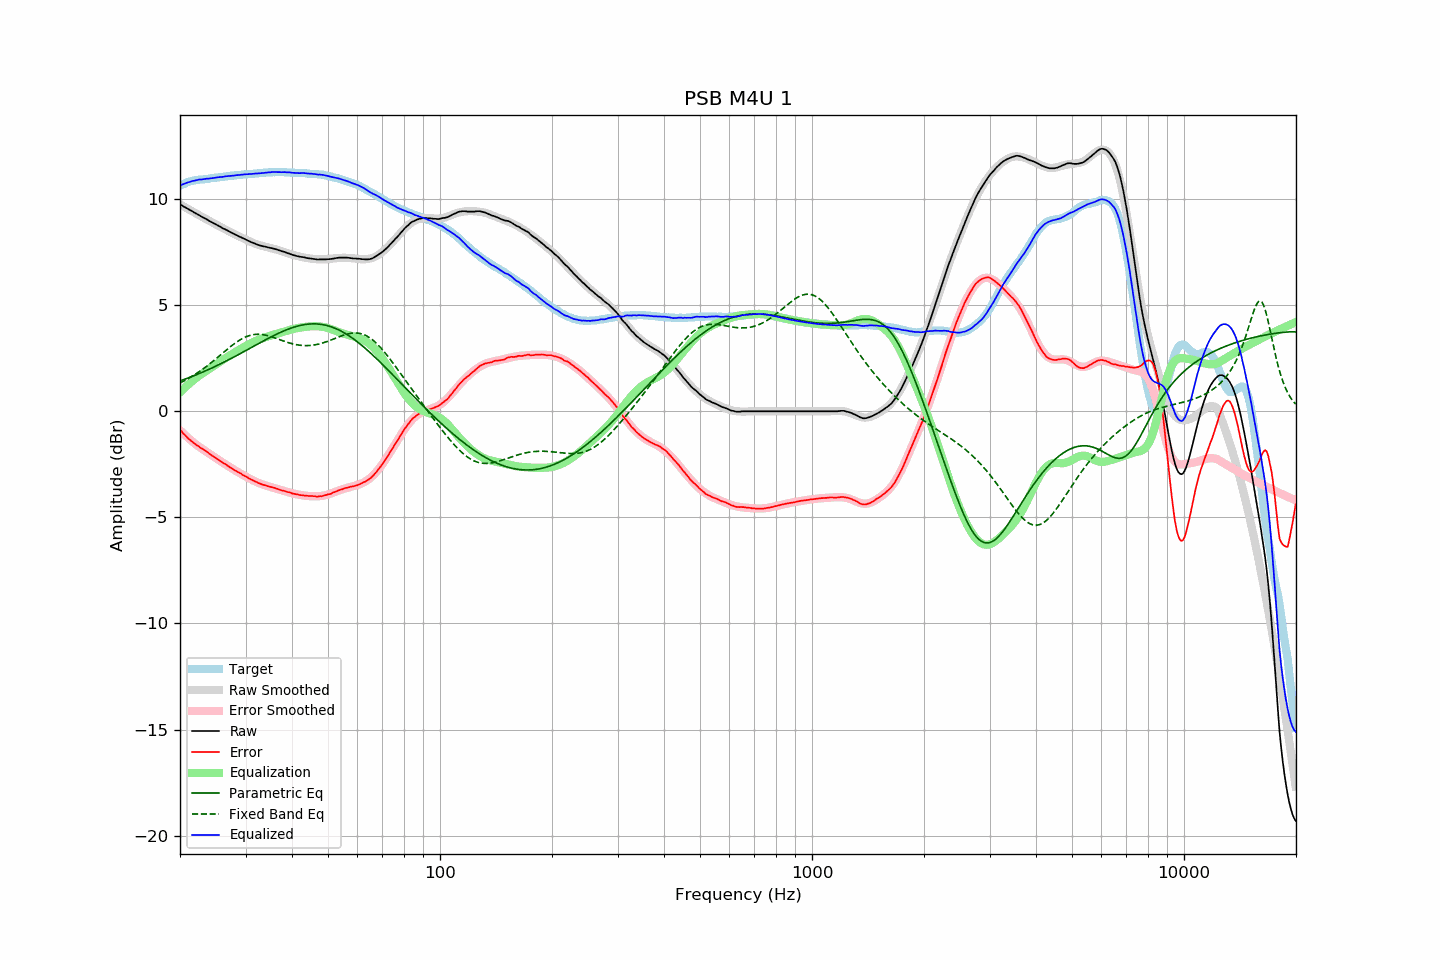 PSB M4U 1
Amplitude (dBr)
10
5
0
−5
−10
−15
−20
Target
Raw Smoothed
Error Smoothed
Raw
Error
Equalization
Parametric Eq
Fixed Band Eq
Equalized
100
1000
10000
Frequency (Hz)